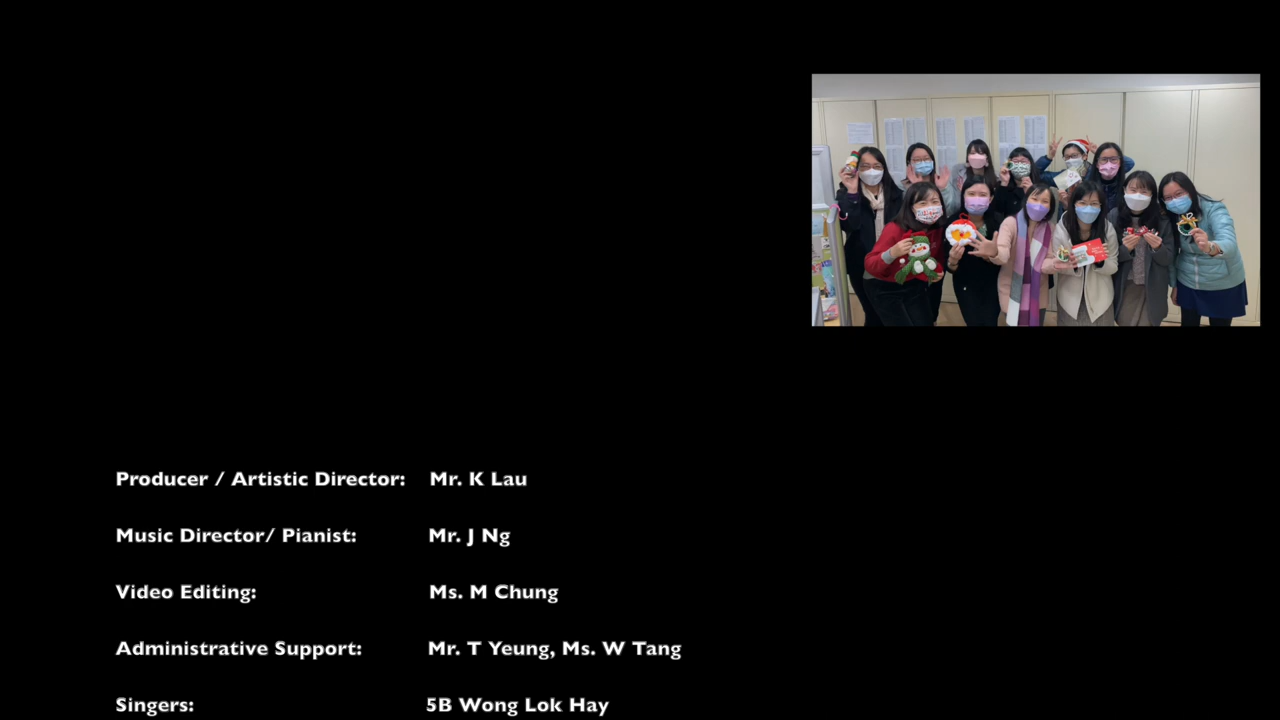 Producer / Artistic Director: Mr. K Lau
Music Director/ Pianist: Mr. J Ng
Video Editing: Ms. M Chung
Administrative Support: Mr. T Yeung, Ms. W Tang
Singers: 5B Wong Lok Hay